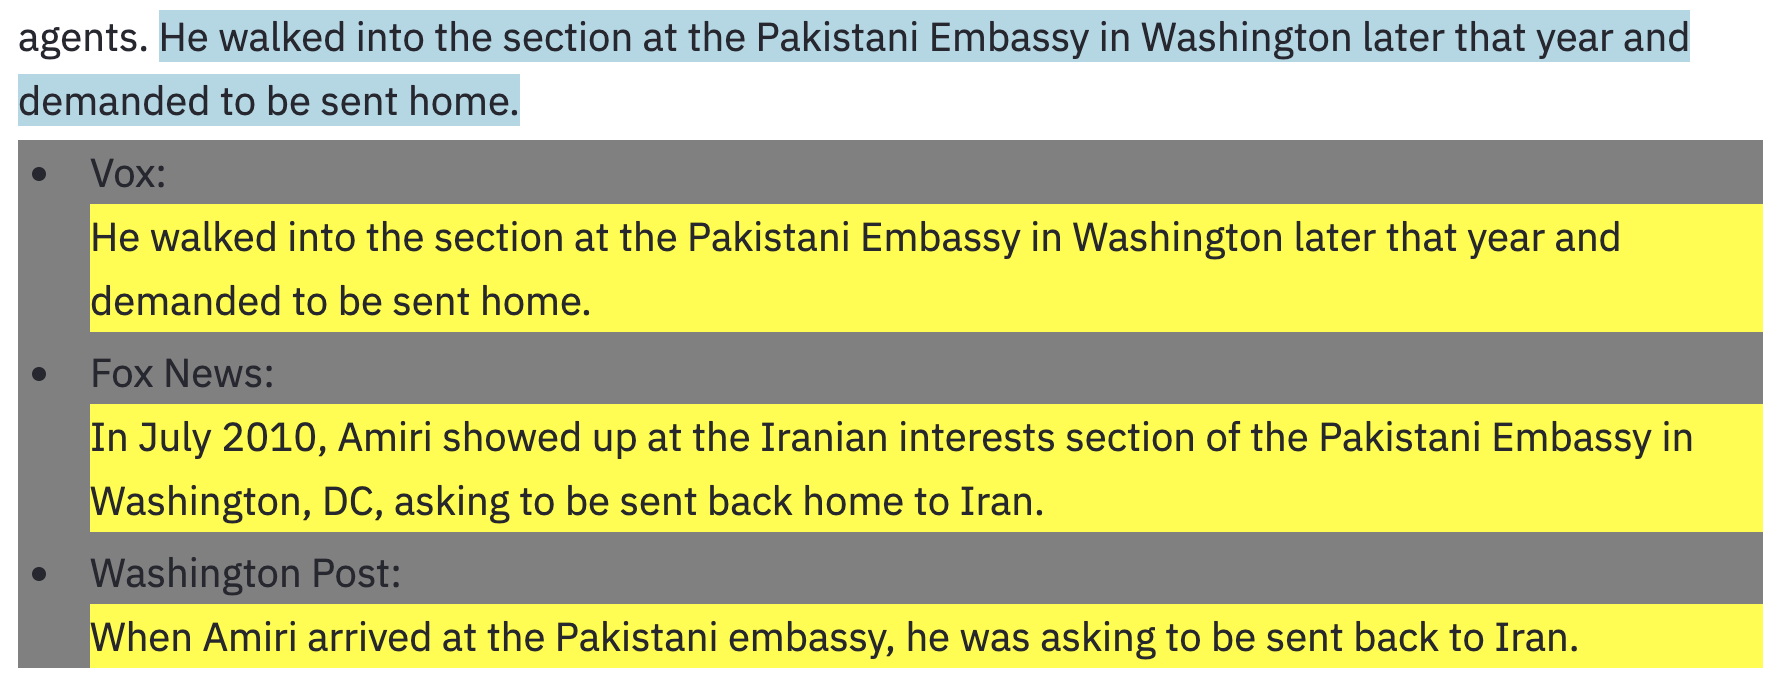 agents. He walked into the section at the Pakistani Embassy in Washington later that year and
demanded to be sent home.
• Vox:
He walked into the section at the Pakistani Embassy in Washington later that year and
demanded to be sent home.
• Fox News:
In July 2010, Amiri showed up at the Iranian interests section of the Pakistani Embassy in
Washington, DC, asking to be sent back home to Iran.
• Washington Post:
When Amiri arrived at the Pakistani embassy, he was asking to be sent back to Iran.